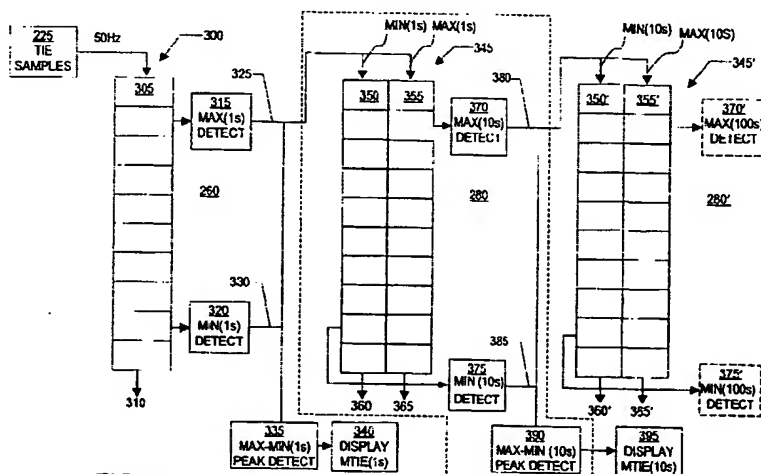 225
TIE
SAMPLES
50Hz
300
305
315
MAX(1s)
DETECT
325
260
330
320
MIN(1s)
DETECT
310
335
MAX-MIN(1s)
PEAK DETECT
340
DISPLAY
MTIE(1s)
MIN(1s) MAX(1s)
345
350 355
370
MAX(10s)
DETECT
380
280
385
375
MIN (10s)
DETECT
360 365
390
MAX-MIN (10s)
PEAK DETECT
395
DISPLAY
MTIE(10s)
MIN(10s)
MAX(10S)
345'
350' 355'
370'
MAX(100s)
DETECT
280'
375'
MIN(100s)
DETECT
360' 365'